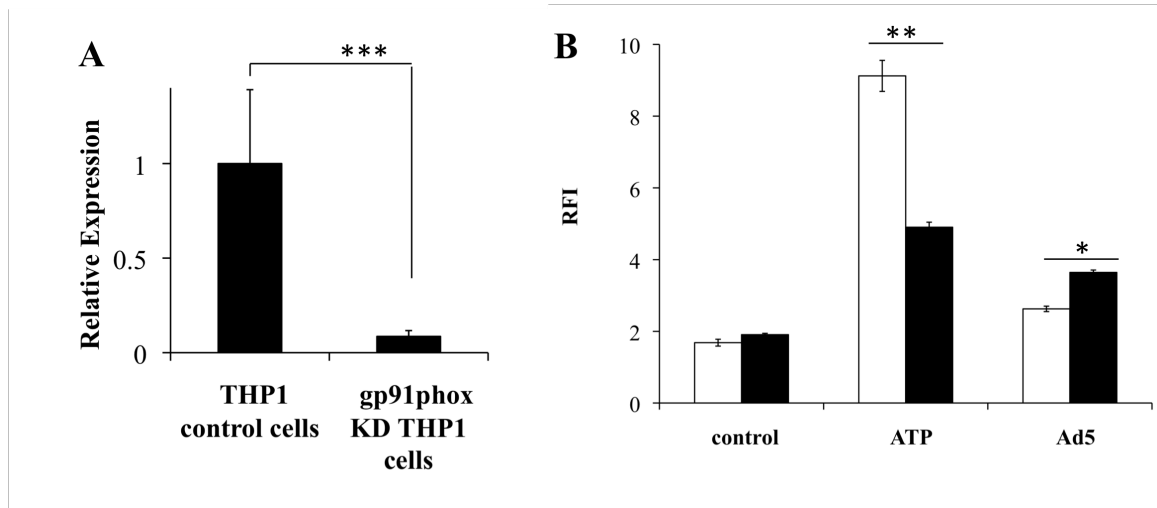 A
***
Relative Expression
1
0.5
0
THP1
control cells
gp91phox
KD THP1
cells
B
**
*
RFI
10
8
6
4
2
0
control
ATP
Ad5